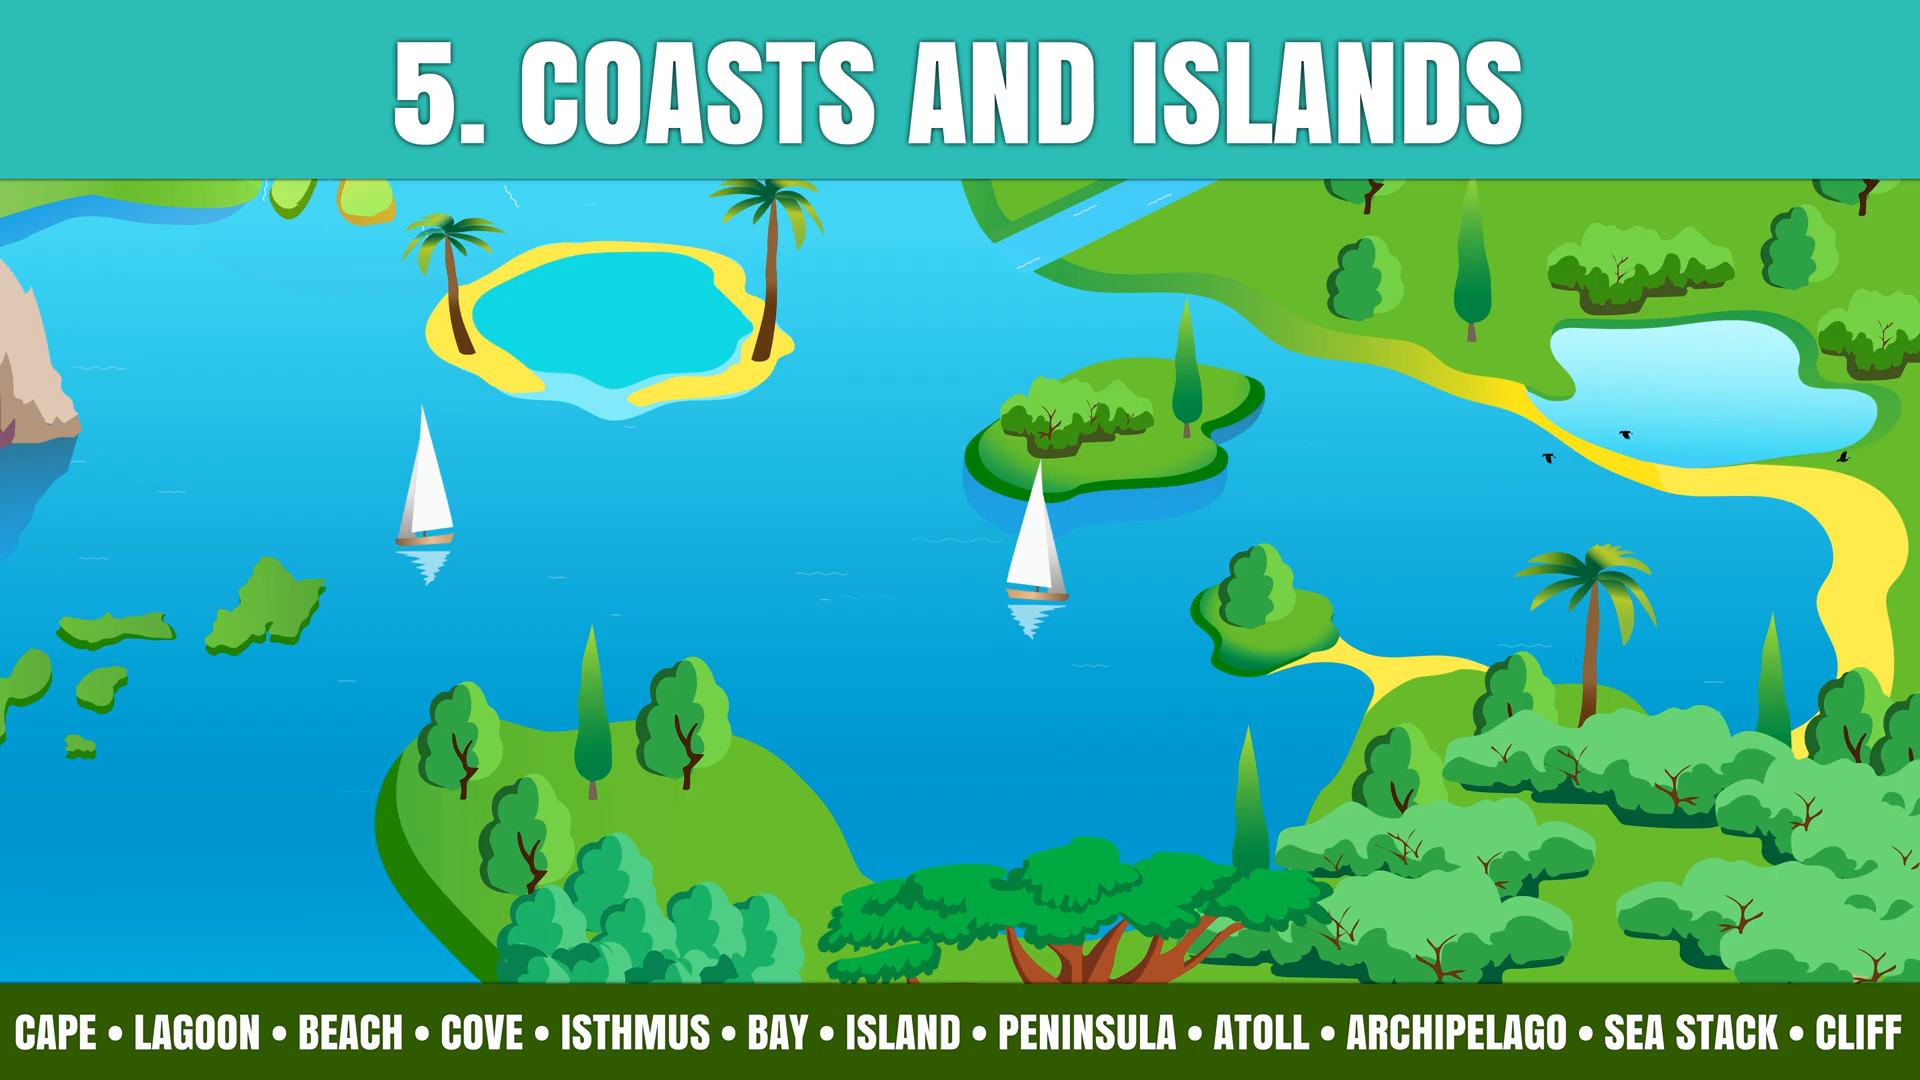 5. COASTS AND ISLANDS
CAPE • LAGOON • BEACH • COVE • ISTHMUS • BAY • ISLAND • PENINSULA • ATOLL • ARCHIPELAGO • SEA STACK • CLIFF